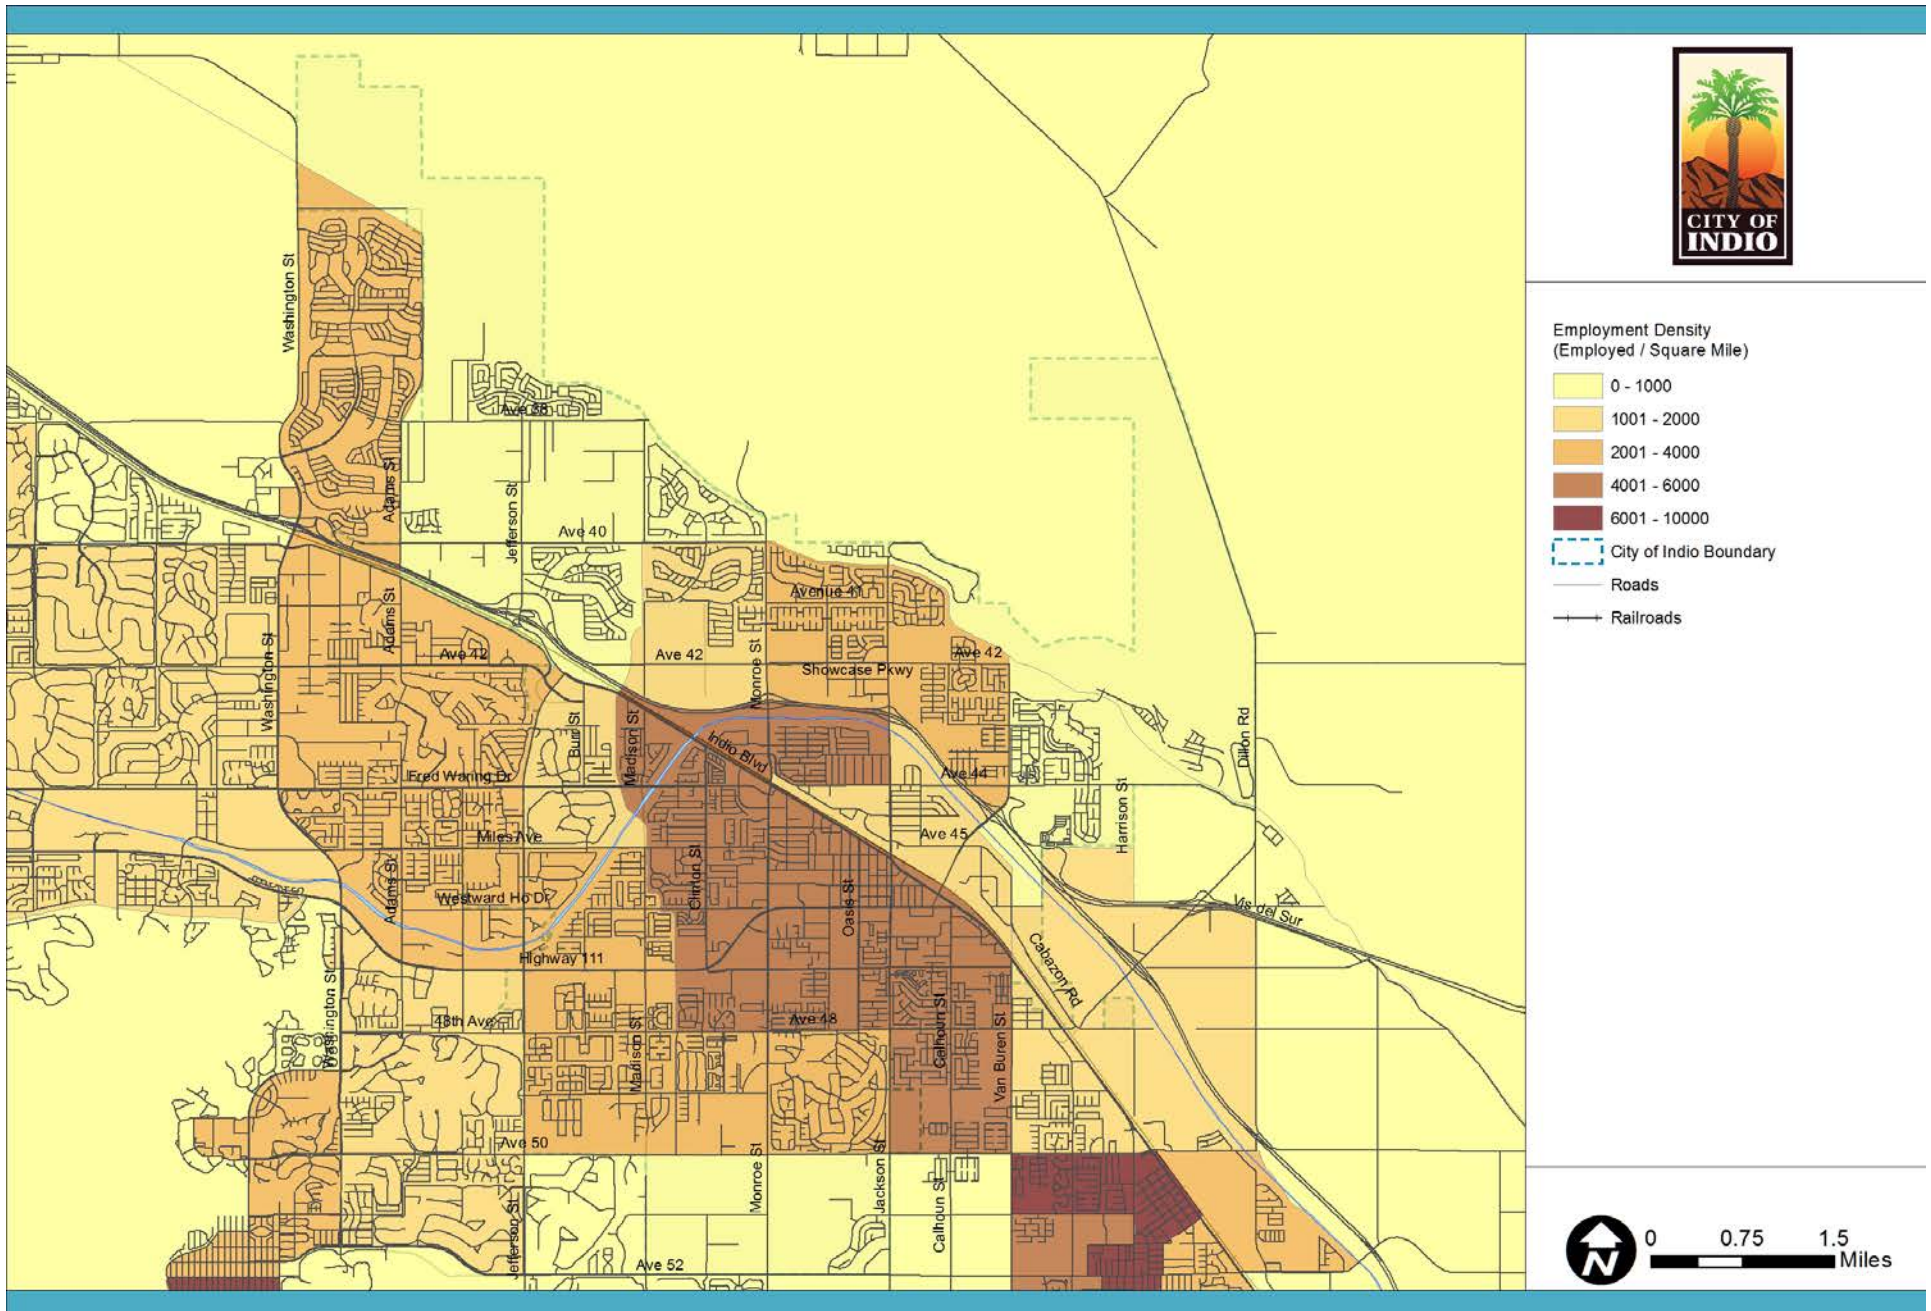 CITY OF
INDIO
Employment Density
(Employed / Square Mile)
0 - 1000
1001 - 2000
2001 - 4000
4001 - 6000
6001 - 10000
City of Indio Boundary
Roads
Railroads
Washington St
Ave 38
Adams St
Jefferson St
Ave 40
Adams St
Avenue 41
Washington St
Ave 42
Ave 42
Monroe St
Showcase Pkwy
Ave 42
Burr St
Madison St
Indio Blvd
Dillon Rd
Fred Waring Dr
Ave 44
Harrison St
Miles Ave
Ave 45
Adams St
Westward Ho Dr
Clinton St
Oasis St
Vis del Sur
Highway 111
Cabazon Rd
Washington St
Washington St
48th Ave
Madison St
Ave 48
Calhoun St
Van Buren St
Ave 50
Jefferson St
Monroe St
Jackson St
Calhoun St
Ave 52
N
0 0.75 1.5
Miles